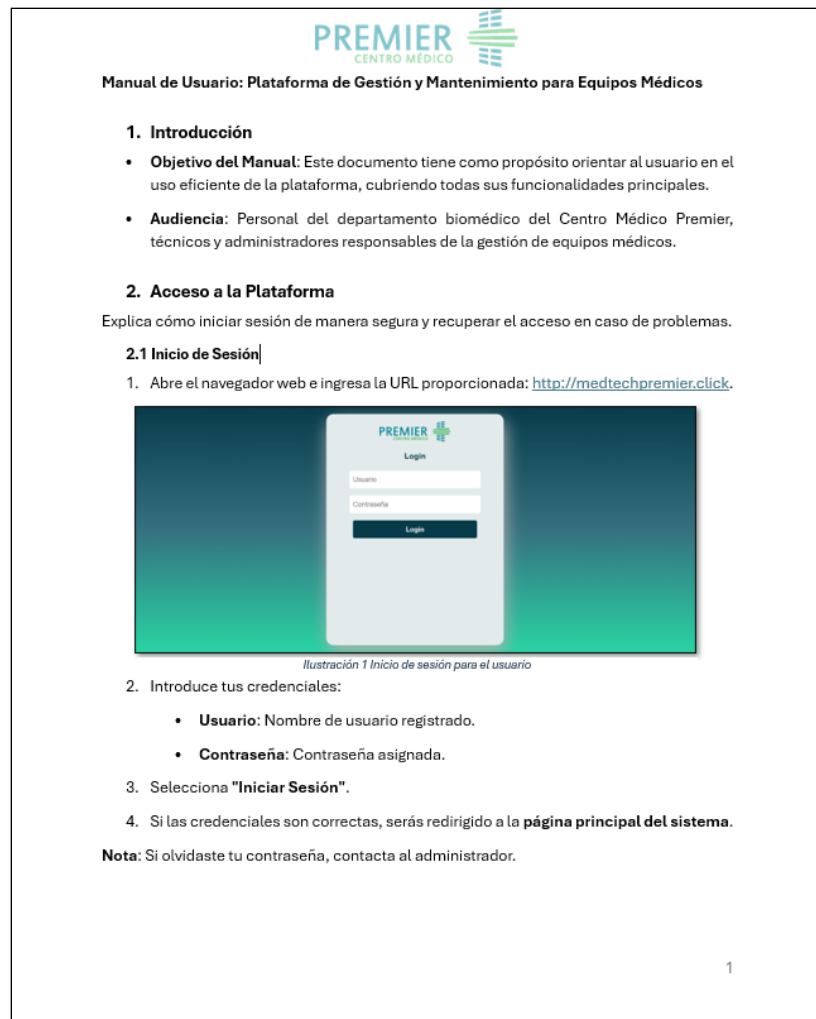 PREMIER
CENTRO MÉDICO
Manual de Usuario: Plataforma de Gestión y Mantenimiento para Equipos Médicos
1. Introducción
• Objetivo del Manual: Este documento tiene como propósito orientar al usuario en el
uso eficiente de la plataforma, cubriendo todas sus funcionalidades principales.
• Audiencia: Personal del departamento biomédico del Centro Médico Premier,
técnicos y administradores responsables de la gestión de equipos médicos.
2. Acceso a la Plataforma
Explica cómo iniciar sesión de manera segura y recuperar el acceso en caso de problemas.
2.1 Inicio de Sesión
1. Abre el navegador web e ingresa la URL proporcionada: http://medtechpremier.click.
PREMIER
CENTRO MÉDICO
Login
Usuario
Contraseña
Login
Ilustración 1 Inicio de sesión para el usuario
2. Introduce tus credenciales:
• Usuario: Nombre de usuario registrado.
• Contraseña: Contraseña asignada.
3. Selecciona "Iniciar Sesión".
4. Si las credenciales son correctas, serás redirigido a la página principal del sistema.
Nota: Si olvidaste tu contraseña, contacta al administrador.
1